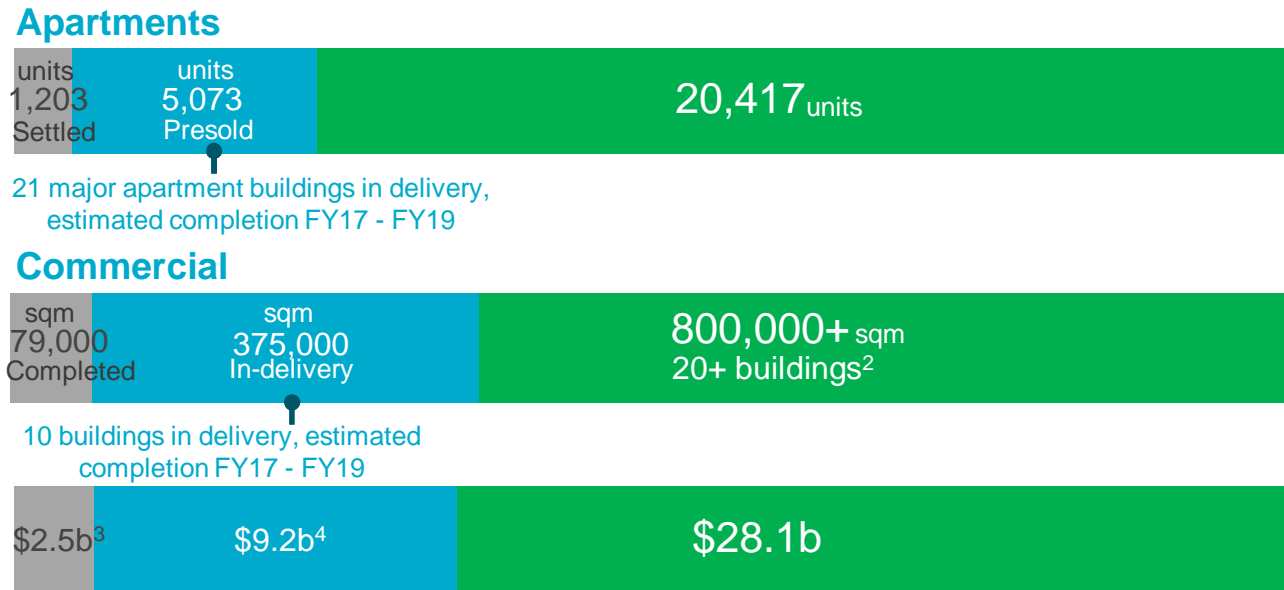 Apartments
units
1,203
Settled
units
5,073
Presold
20,417 units
21 major apartment buildings in delivery,
estimated completion FY17 - FY19
Commercial
sqm
79,000
Completed
sqm
375,000
In-delivery
800,000+ sqm
20+ buildings²
10 buildings in delivery, estimated
completion FY17 - FY19
$2.5b³
$9.2b⁴
$28.1b